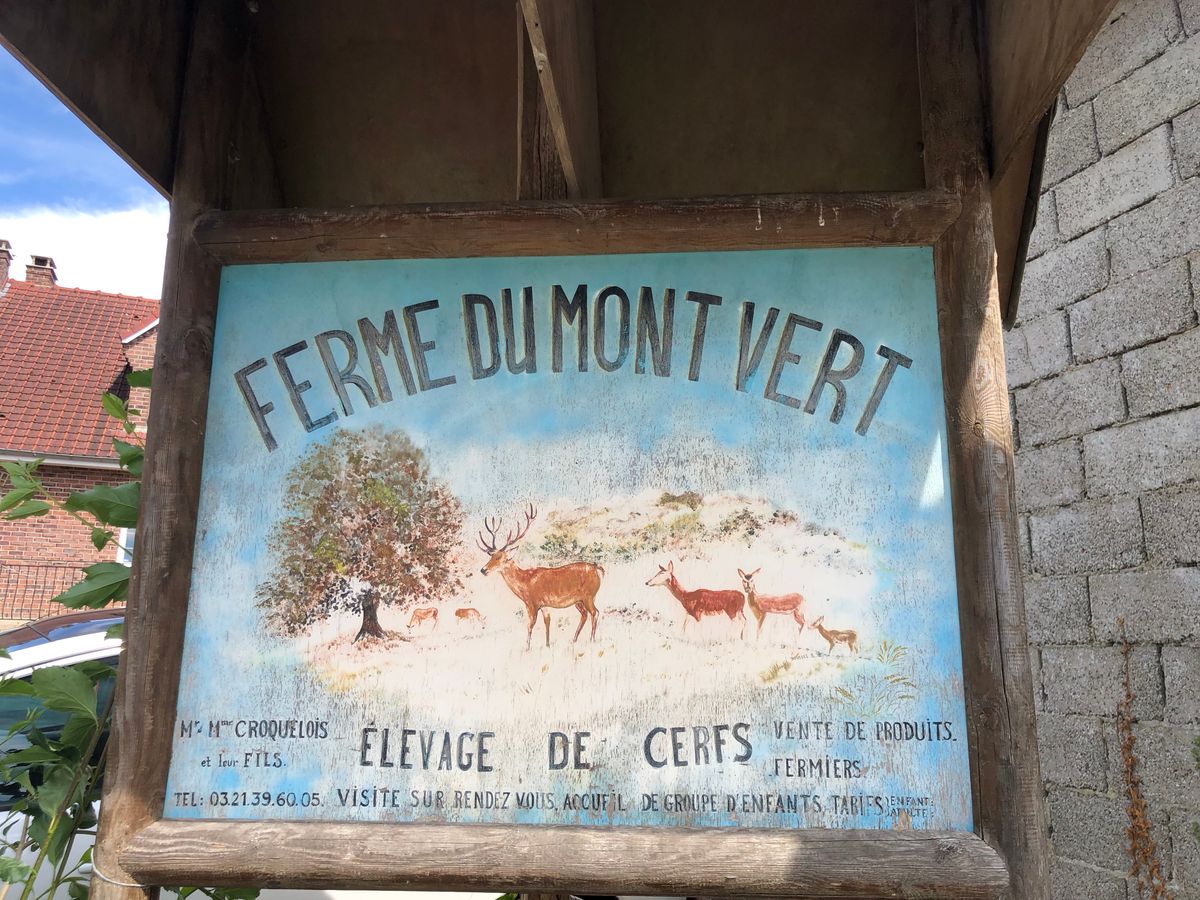 FERME DU MONT VERT
Mr. Mme CROQUELOIS
et leur FILS.
ÉLEVAGE DE CERFS
VENTE DE PRODUITS.
FERMIERS
TEL: 03.21.39.60.05. VISITE SUR RENDEZ VOUS, ACCUEIL DE GROUPE D'ENFANTS, TARIFS
ENFANT:
ADULTE: